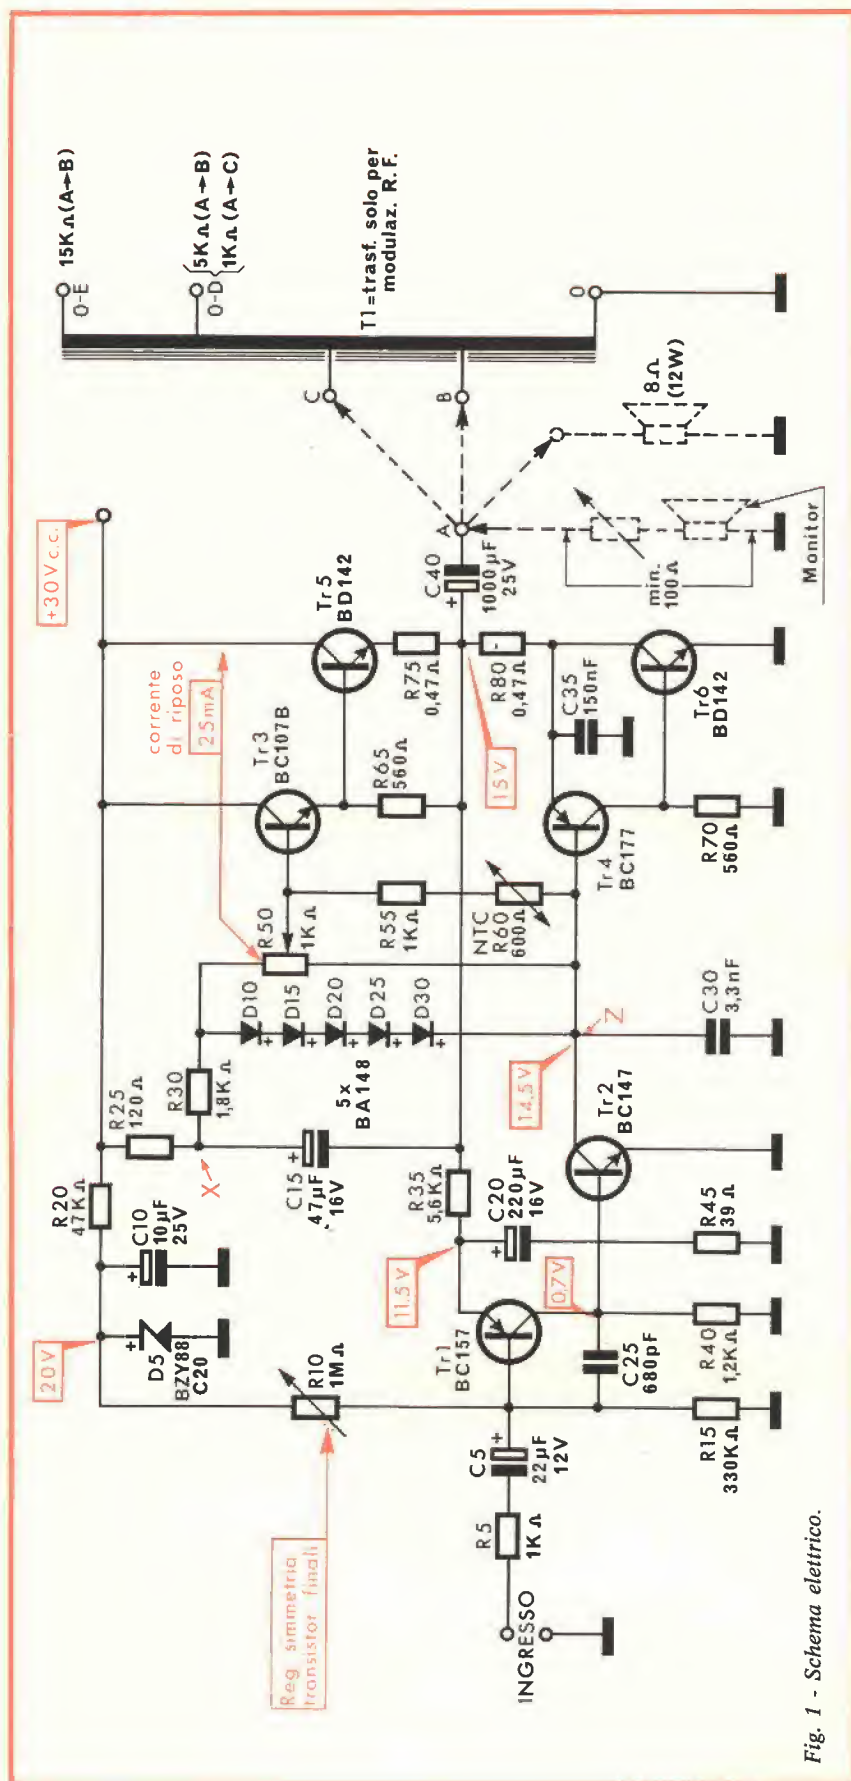 +30V c.c.
20V
R20
47KΩ
C10
10µF
25V
D5
BZY88
C20
R25
120Ω
X
R30
1,8KΩ
C15
47µF
16V
D10
D15
D20
D25
D30
5x
BA148
R50
1KΩ
corrente
di riposo
25mA
Tr3
BC107B
Tr5
BD142
R55
1KΩ
NTC
R60
600Ω
R65
560Ω
R75
0,47Ω
R80
0,47Ω
15V
C40
1000µF
25V
A
B
C
O-E
15KΩ(A→B)
O-D
5KΩ(A→B)
1KΩ(A→C)
T1=trasf. solo per
modulaz. R.F.
O
8Ω
(12W)
min.
100Ω
Monitor
Reg simmetria
transistor finali
R10
1MΩ
INGRESSO
R5
1KΩ
C5
22µF
12V
Tr1
BC157
11.5V
R35
5,6KΩ
C20
220µF
16V
R45
39Ω
0,7V
C25
680pF
R40
1,2KΩ
R15
330KΩ
Tr2
BC147
14,5V
Z
C30
3,3nF
Tr4
BC177
R70
560Ω
C35
150nF
Tr6
BD142
Fig. 1 - Schema elettrico.